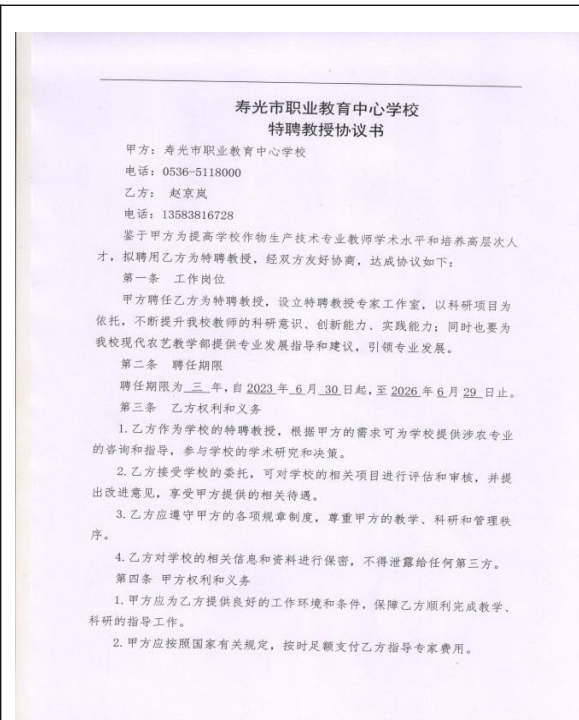 寿光市职业教育中心学校
特聘教授协议书
甲方：寿光市职业教育中心学校
电话：0536-5118000
乙方： 赵京岚
电话：13583816728
鉴于甲方为提高学校作物生产技术专业教师学术水平和培养高层次人
才，拟聘用乙方为特聘教授，经双方友好协商，达成协议如下：
第一条 工作岗位
甲方聘任乙方为特聘教授，设立特聘教授专家工作室，以科研项目为
依托，不断提升我校教师的科研意识、创新能力、实践能力；同时也要为
我校现代农艺教学部提供专业发展指导和建议，引领专业发展。
第二条 聘任期限
聘任期限为 三 年，自 2023 年 6 月 30 日起，至 2026 年 6 月 29 日止。
第三条 乙方权利和义务
1.乙方作为学校的特聘教授，根据甲方的需求可为学校提供涉农专业
的咨询和指导，参与学校的学术研究和决策。
2.乙方接受学校的委托，可对学校的相关项目进行评估和审核，并提
出改进意见，享受甲方提供的相关待遇。
3.乙方应遵守甲方的各项规章制度，尊重甲方的教学、科研和管理秩
序。
4.乙方对学校的相关信息和资料进行保密，不得泄露给任何第三方。
第四条 甲方权利和义务
1.甲方应为乙方提供良好的工作环境和条件，保障乙方顺利完成教学、
科研的指导工作。
2.甲方应按照国家有关规定，按时足额支付乙方指导专家费用。